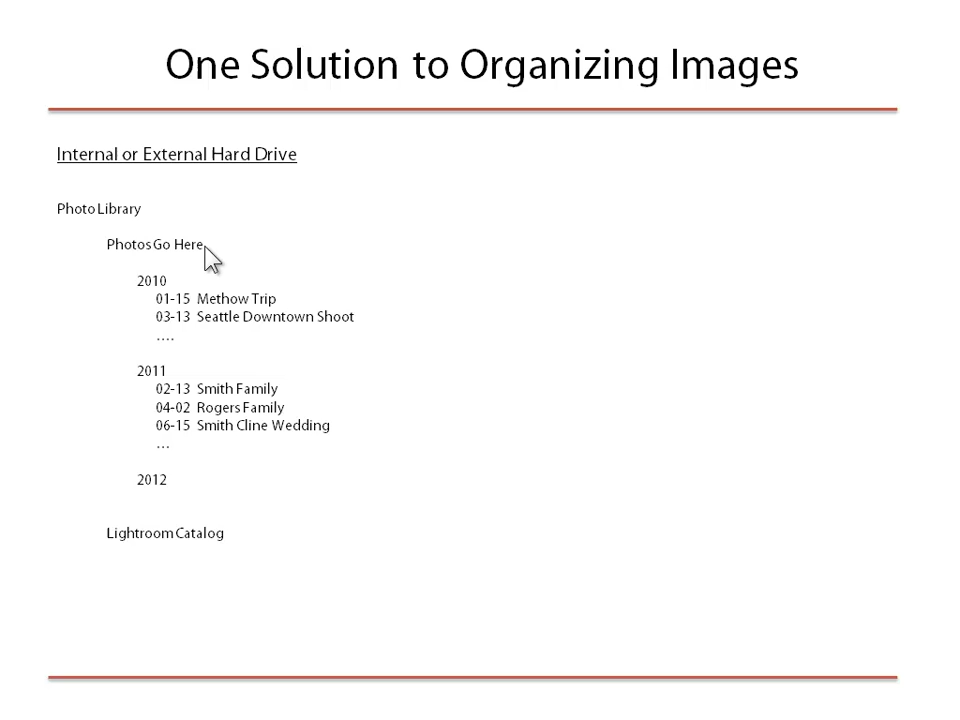 One Solution to Organizing Images
Internal or External Hard Drive
Photo Library
Photos Go Here
2010
01-15 Methow Trip
03-13 Seattle Downtown Shoot
....
2011
02-13 Smith Family
04-02 Rogers Family
06-15 Smith Cline Wedding
...
2012
Lightroom Catalog